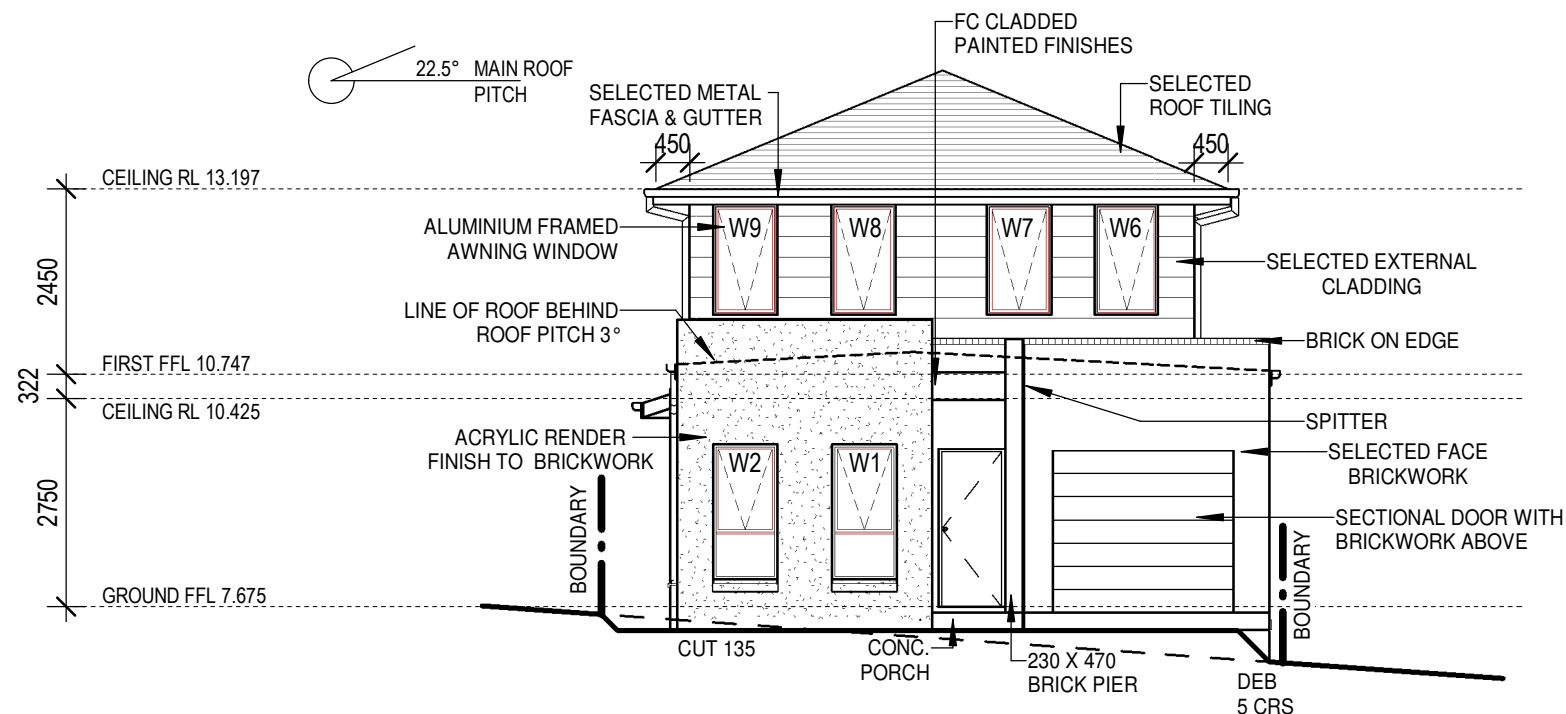 FC CLADDED
PAINTED FINISHES
22.5° MAIN ROOF
PITCH
SELECTED METAL
FASCIA & GUTTER
SELECTED
ROOF TILING
450
450
CEILING RL 13.197
ALUMINIUM FRAMED
AWNING WINDOW
W9
W8
W7
W6
2450
SELECTED EXTERNAL
CLADDING
LINE OF ROOF BEHIND
ROOF PITCH 3°
BRICK ON EDGE
FIRST FFL 10.747
322
CEILING RL 10.425
SPITTER
ACRYLIC RENDER
FINISH TO BRICKWORK
W2
W1
SELECTED FACE
BRICKWORK
2750
SECTIONAL DOOR WITH
BRICKWORK ABOVE
BOUNDARY
BOUNDARY
GROUND FFL 7.675
CUT 135
CONC.
PORCH
230 X 470
BRICK PIER
DEB
5 CRS